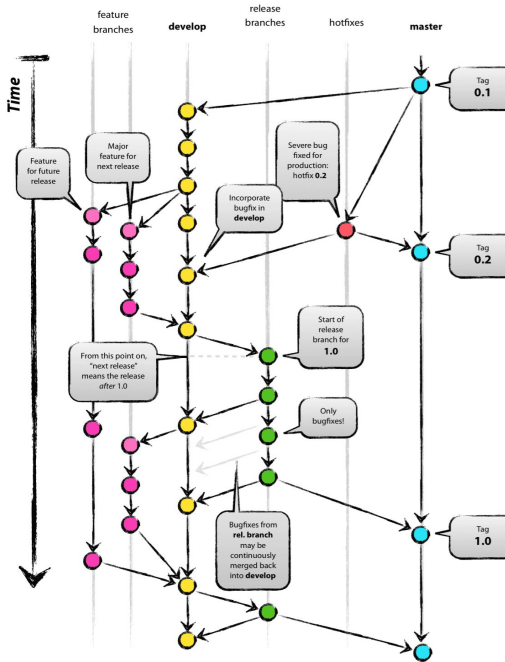 feature
branches
develop
release
branches
hotfixes
master
Time
Tag
0.1
Feature
for future
release
Major
feature for
next release
Severe bug
fixed for
production:
hotfix 0.2
Incorporate
bugfix in
develop
Tag
0.2
Start of
release
branch for
1.0
From this point on,
"next release"
means the release
after 1.0
Only
bugfixes!
Bugfixes from
rel. branch
may be
continuously
merged back
into develop
Tag
1.0